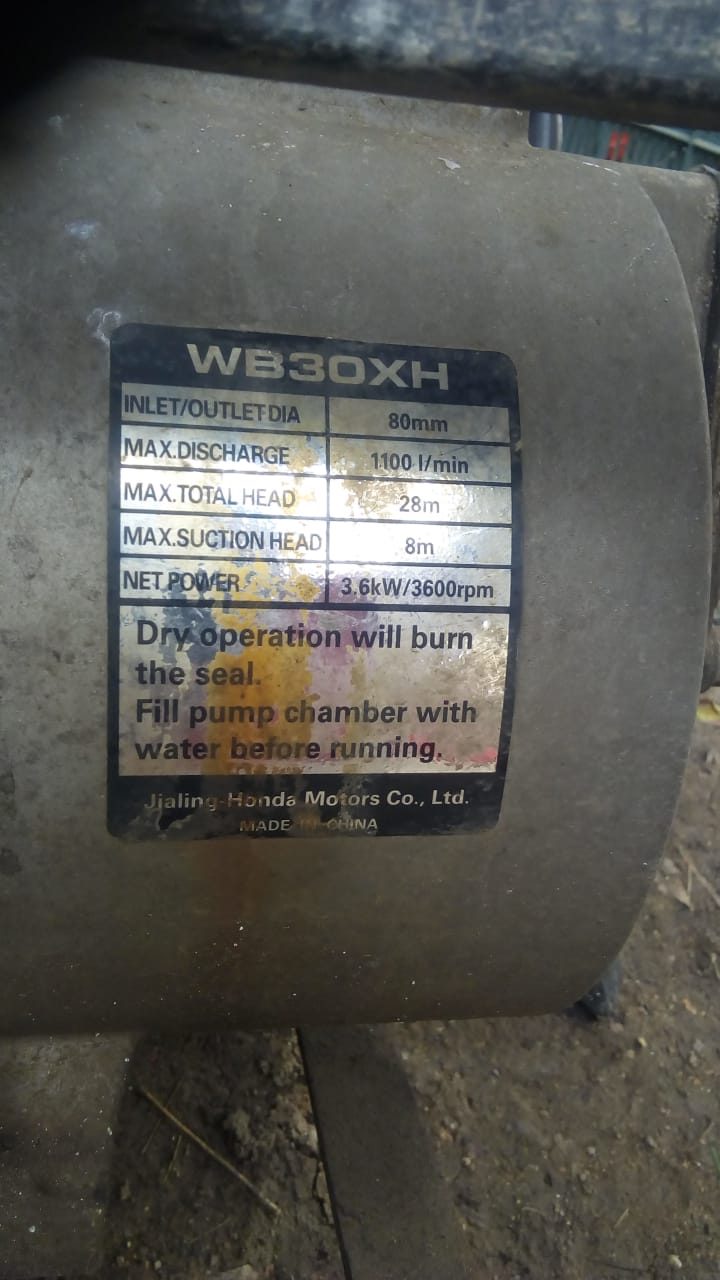 WB30XH
INLET/OUTLET DIA 80mm
MAX.DISCHARGE 1100 l/min
MAX.TOTAL HEAD 28m
MAX.SUCTION HEAD 8m
NET POWER 3.6kW/3600rpm
Dry operation will burn
the seal.
Fill pump chamber with
water before running.
Jialing-Honda Motors Co., Ltd.
MADE IN CHINA